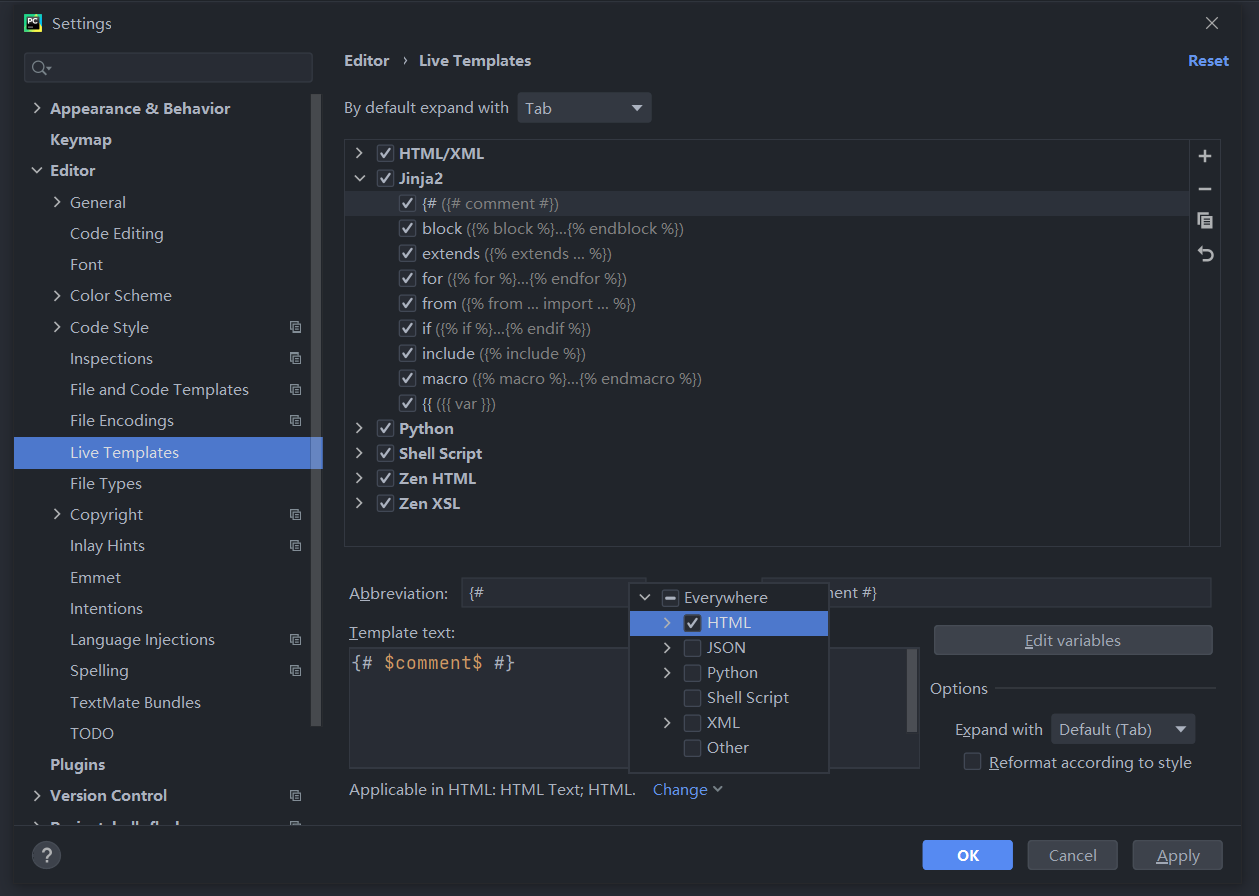 PC Settings
Editor › Live Templates
Reset
By default expand with Tab
Appearance & Behavior
Keymap
Editor
General
Code Editing
Font
Color Scheme
Code Style
Inspections
File and Code Templates
File Encodings
Live Templates
File Types
Copyright
Inlay Hints
Emmet
Intentions
Language Injections
Spelling
TextMate Bundles
TODO
Plugins
Version Control
HTML/XML
Jinja2
{# ({# comment #})
block ({% block %}...{% endblock %})
extends ({% extends ... %})
for ({% for %}...{% endfor %})
from ({% from ... import ... %})
if ({% if %}...{% endif %})
include ({% include %})
macro ({% macro %}...{% endmacro %})
{{ ({{ var }})
Python
Shell Script
Zen HTML
Zen XSL
Abbreviation: {#
#}
Template text:
{# $comment$ #}
Everywhere
HTML
JSON
Python
Shell Script
XML
Other
Edit variables
Options
Expand with Default (Tab)
Reformat according to style
Applicable in HTML: HTML Text; HTML. Change
?
OK
Cancel
Apply